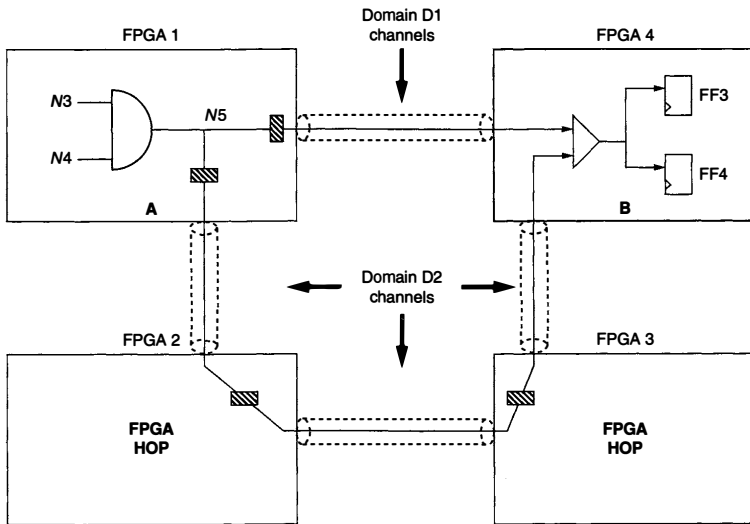 Domain D1
channels
FPGA 1
FPGA 4
N3
N4
N5
A
FF3
FF4
B
Domain D2
channels
FPGA 2
FPGA 3
FPGA
HOP
FPGA
HOP